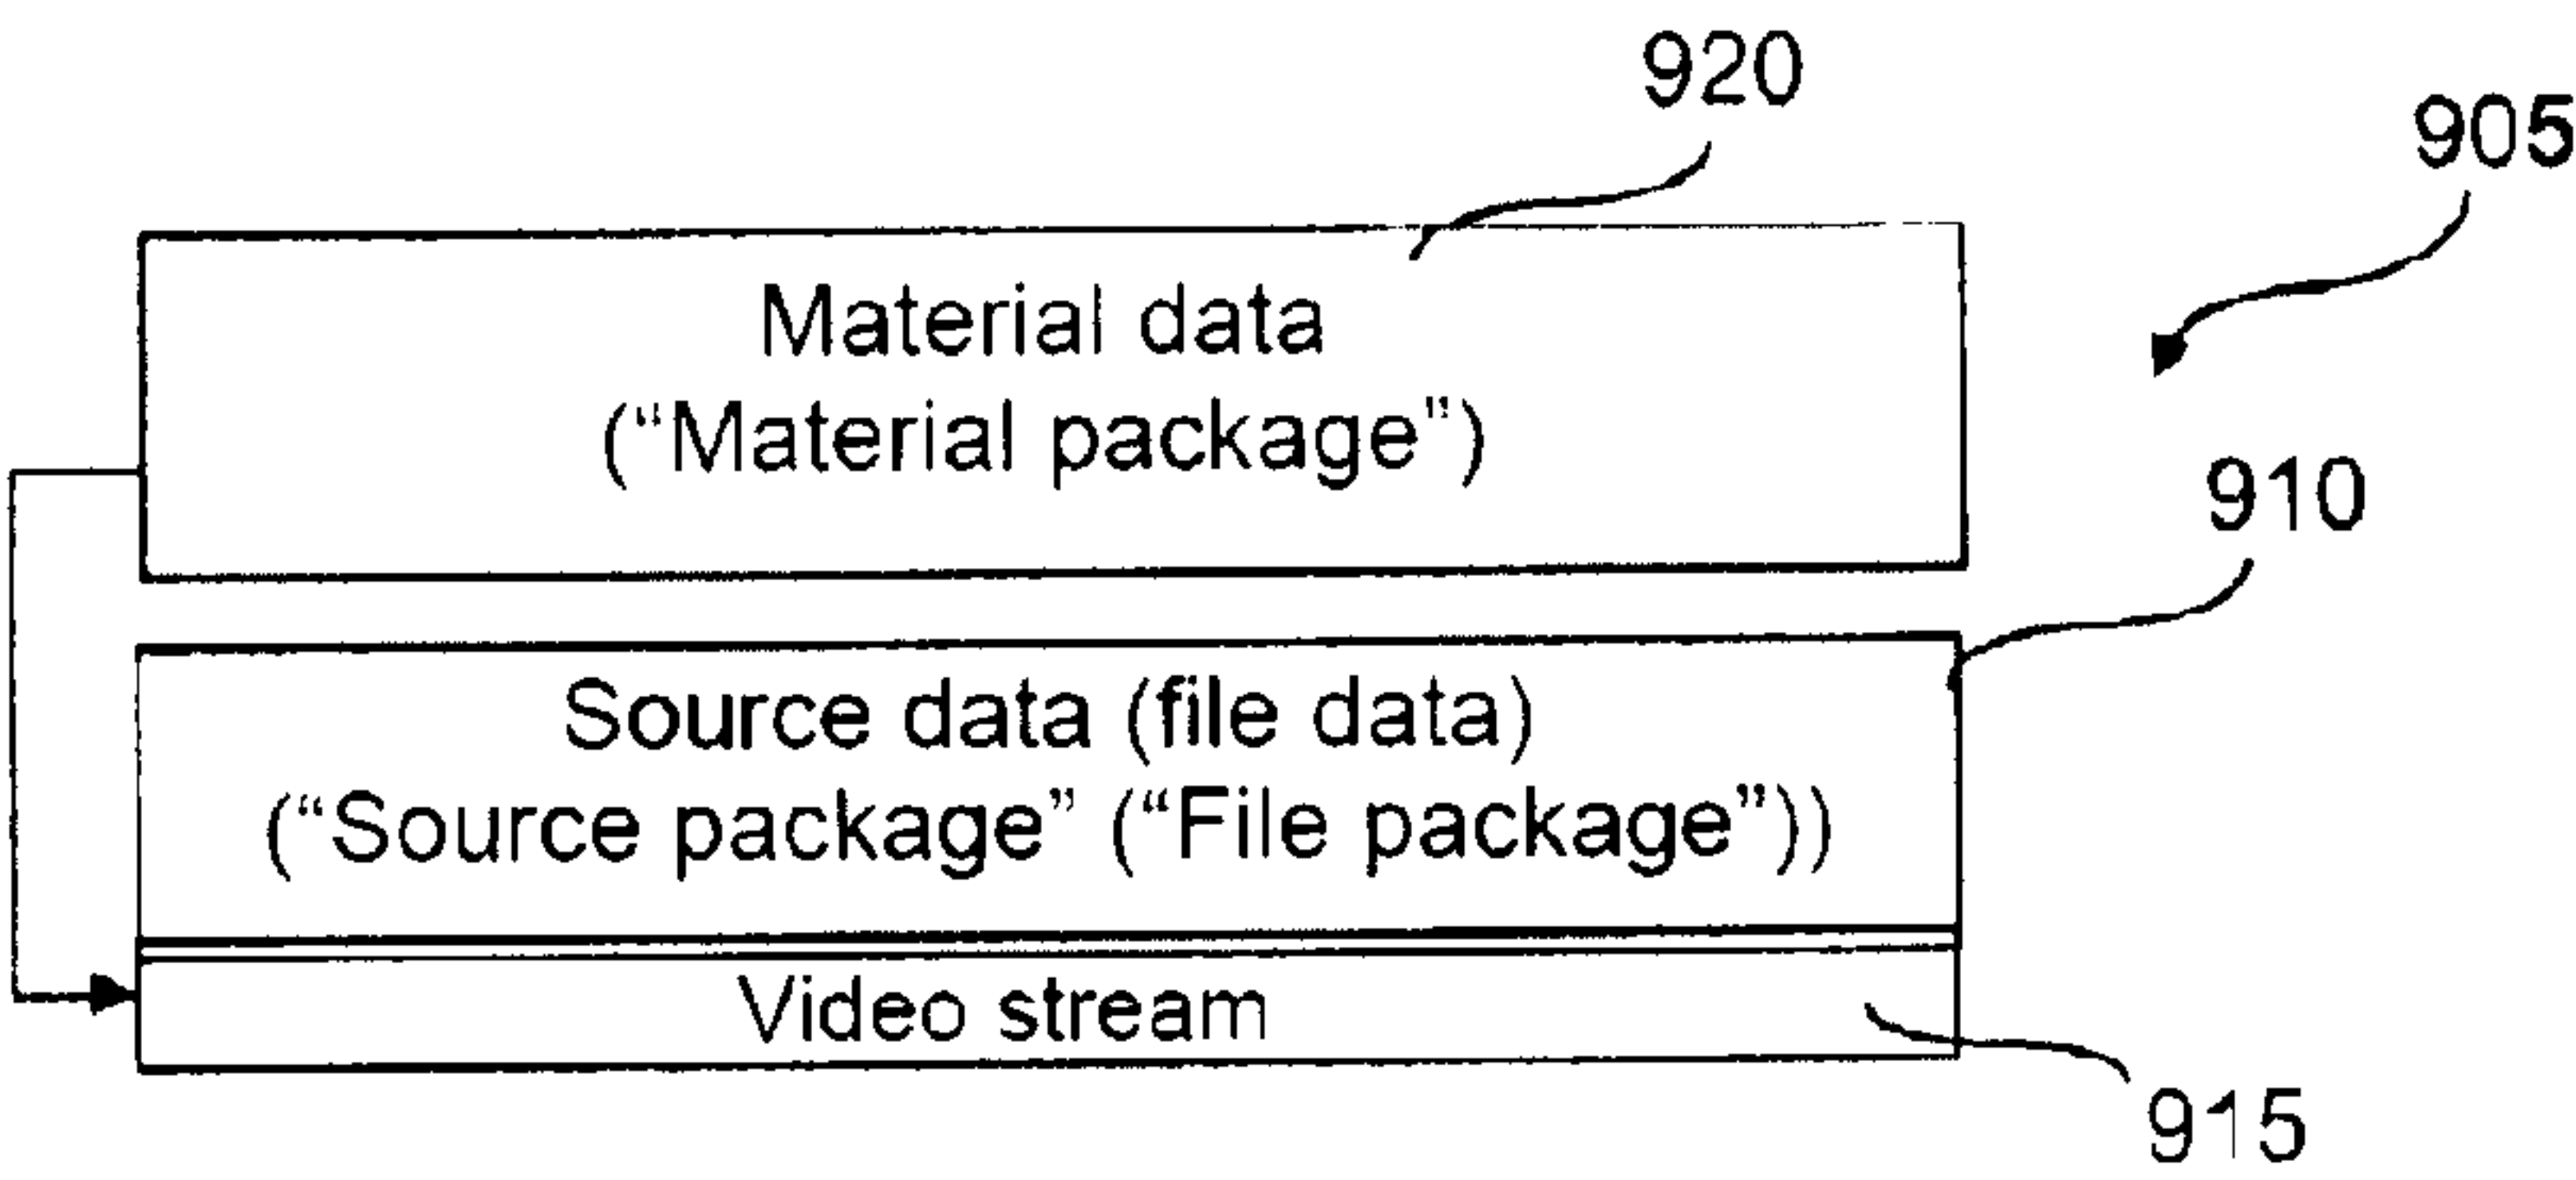 920
905
Material data
(“Material package”)
910
Source data (file data)
(“Source package” (“File package”))
Video stream
915